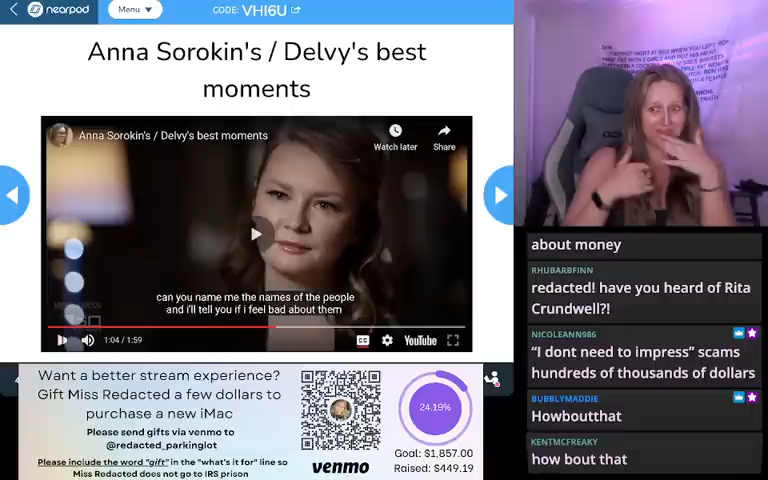 nearpod
Menu
CODE: VHI6U
Anna Sorokin's / Delvy's best
moments
Anna Sorokin's / Delvy's best moments
Watch later
Share
can you name me the names of the people
and i'll tell you if i feel bad about them
1:04 / 1:59
CC
YouTube
Want a better stream experience?
Gift Miss Redacted a few dollars to
purchase a new iMac
Please send gifts via venmo to
@redacted_parkinglot
Please include the word "gift" in the "what's it for" line so
Miss Redacted does not go to IRS prison
venmo
24.19%
Goal: $1,857.00
Raised: $449.19
about money
RHUBARBFINN
redacted! have you heard of Rita
Crundwell?!
NICOLEANN986
“I dont need to impress” scams
hundreds of thousands of dollars
BUBBLYMADDIE
Howboutthat
KENTMCFREAKY
how bout that